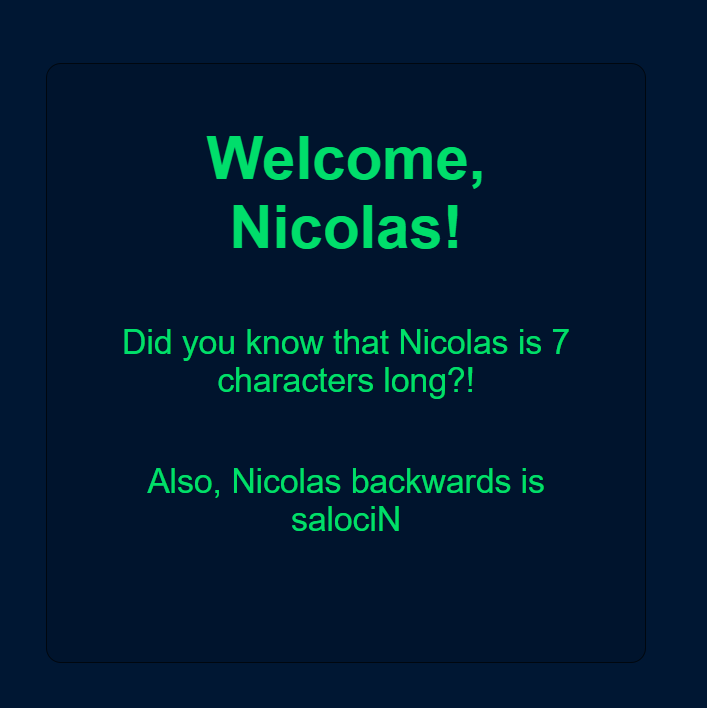 Welcome,
Nicolas!
Did you know that Nicolas is 7
characters long?!
Also, Nicolas backwards is
salociN